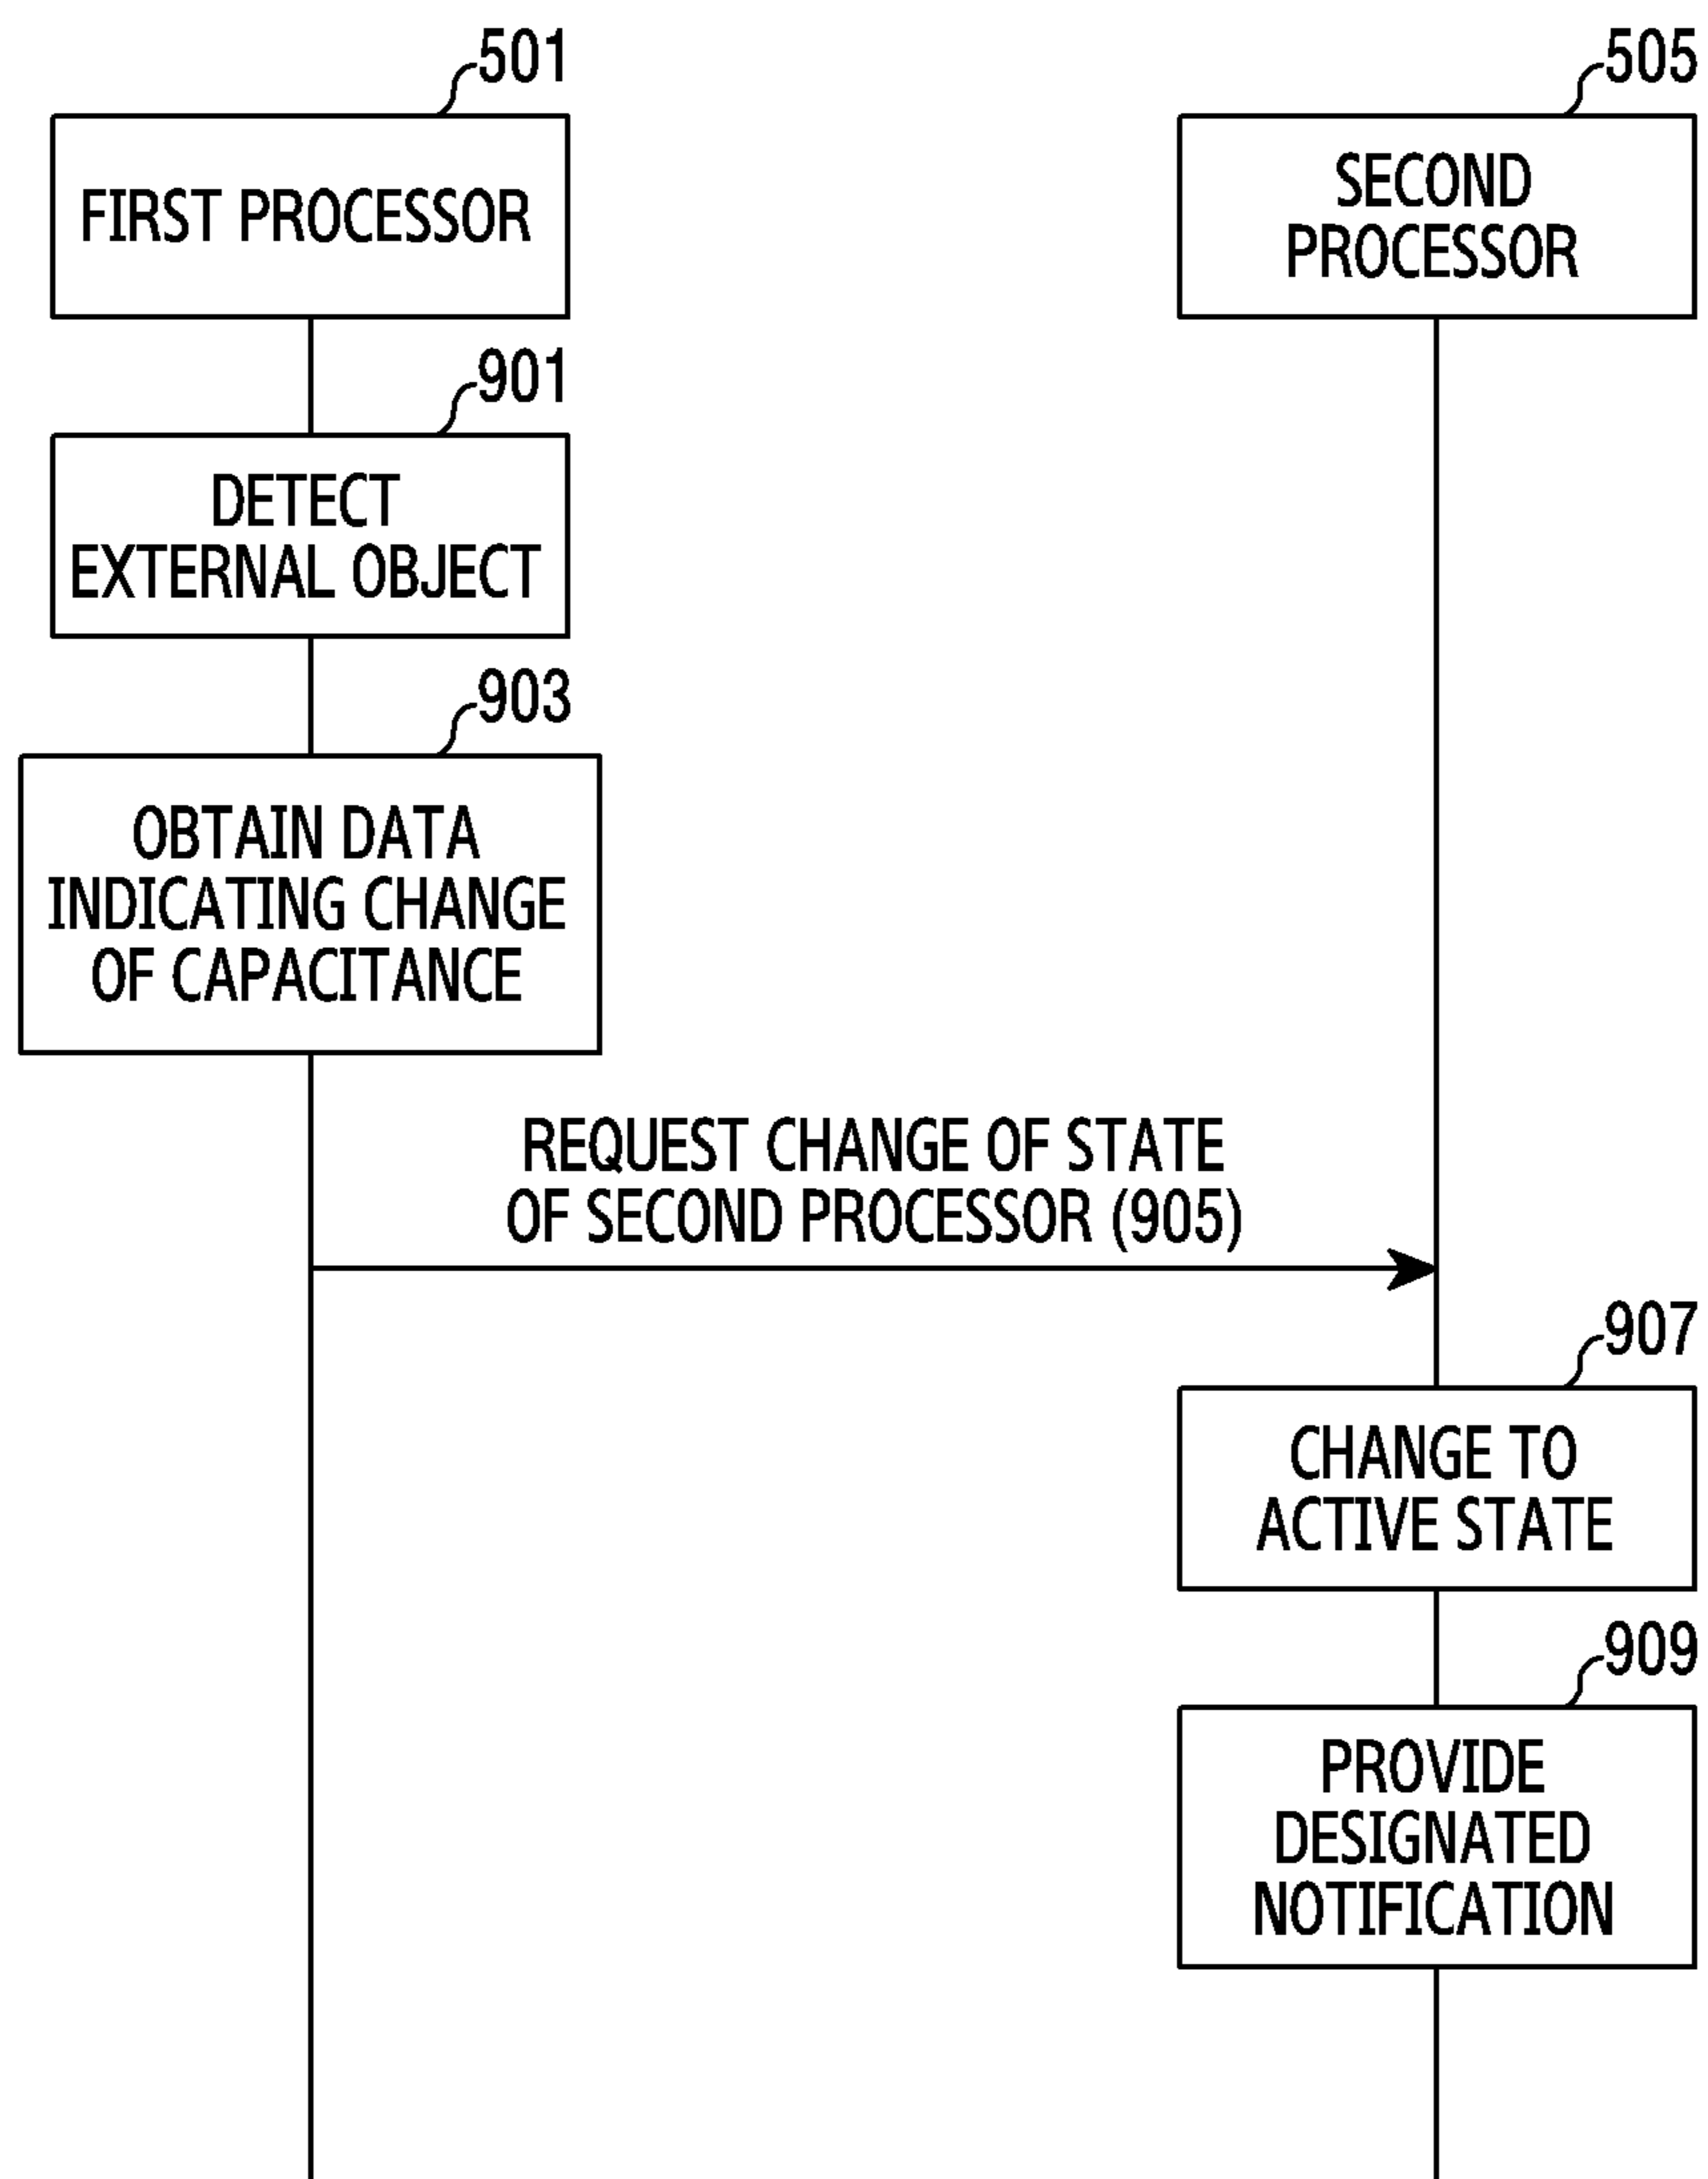 501
FIRST PROCESSOR
505
SECOND
PROCESSOR
901
DETECT
EXTERNAL OBJECT
903
OBTAIN DATA
INDICATING CHANGE
OF CAPACITANCE
REQUEST CHANGE OF STATE
OF SECOND PROCESSOR (905)
907
CHANGE TO
ACTIVE STATE
909
PROVIDE
DESIGNATED
NOTIFICATION